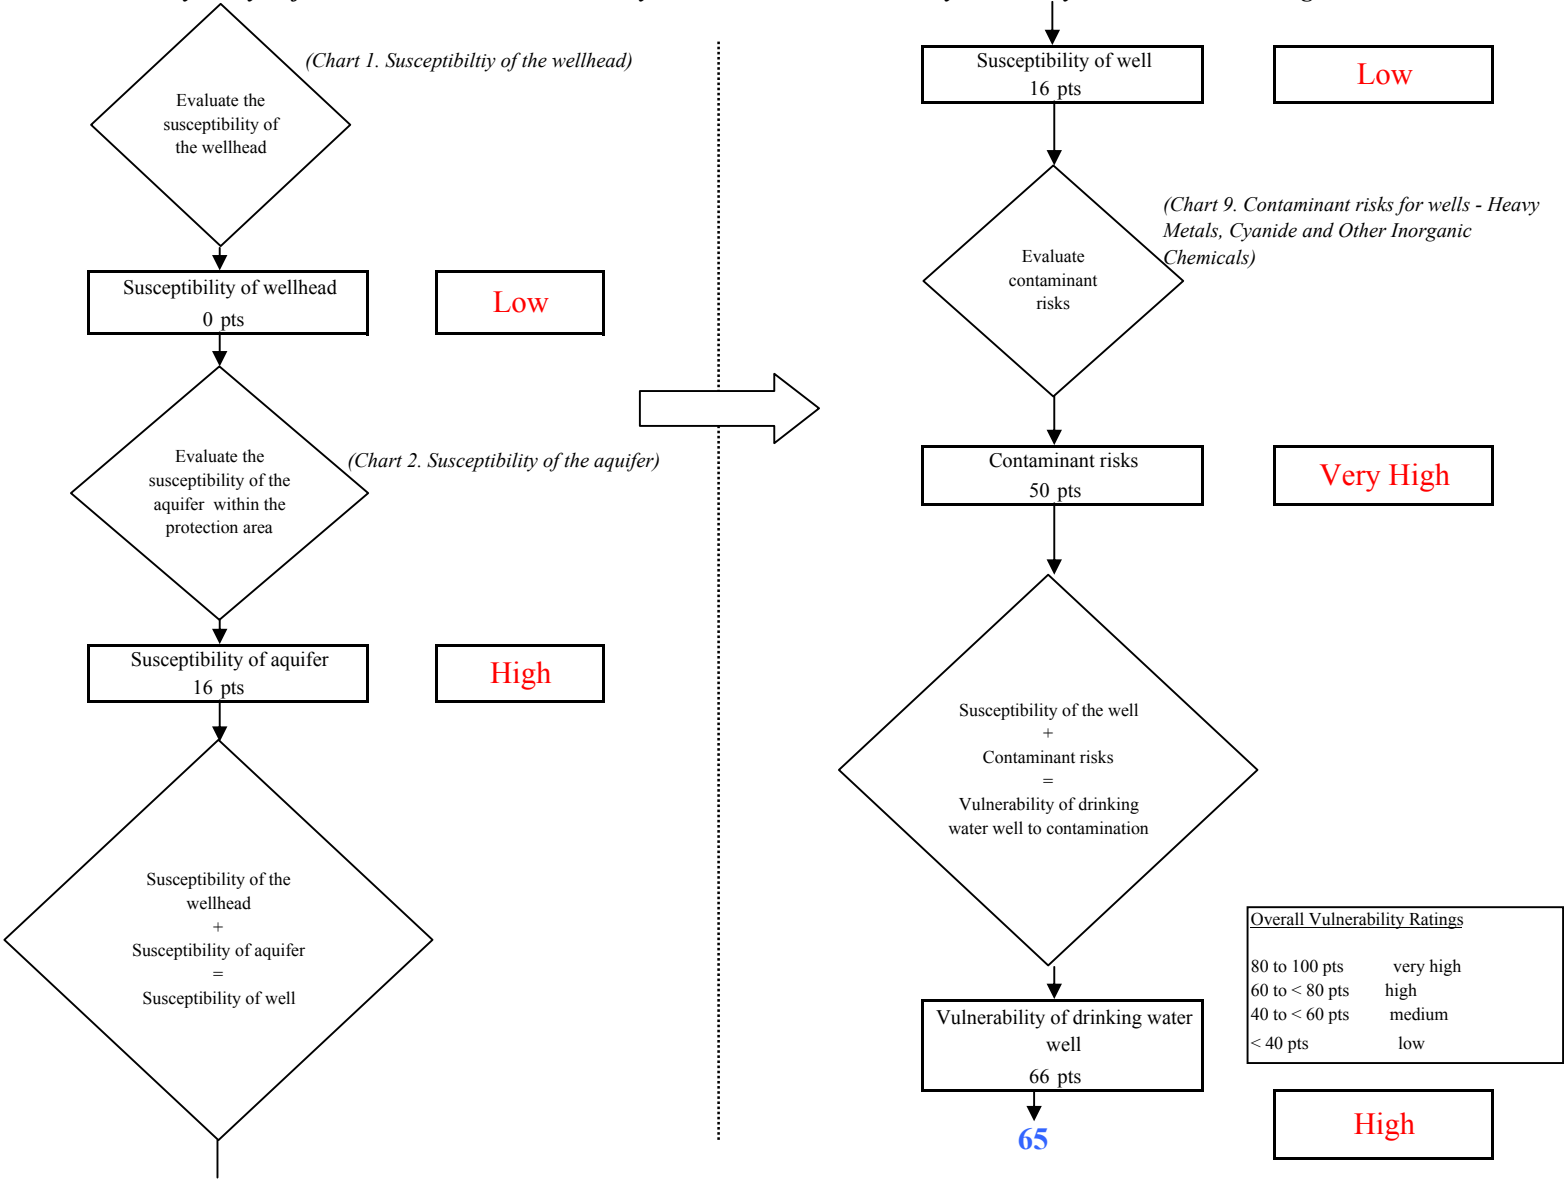 (Chart 1. Susceptibiltiy of the wellhead)
Evaluate the
susceptibility of
the wellhead
Susceptibility of wellhead
0 pts
Low
Evaluate the
susceptibility of the
aquifer within the
protection area
(Chart 2. Susceptibility of the aquifer)
Susceptibility of aquifer
16 pts
High
Susceptibility of the
wellhead
+
Susceptibility of aquifer
=
Susceptibility of well
Susceptibility of well
16 pts
Low
(Chart 9. Contaminant risks for wells - Heavy
Metals, Cyanide and Other Inorganic
Chemicals)
Evaluate
contaminant
risks
Contaminant risks
50 pts
Very High
Susceptibility of the well
+
Contaminant risks
=
Vulnerability of drinking
water well to contamination
Overall Vulnerability Ratings
80 to 100 pts very high
60 to < 80 pts high
40 to < 60 pts medium
< 40 pts low
Vulnerability of drinking water
well
66 pts
65
High